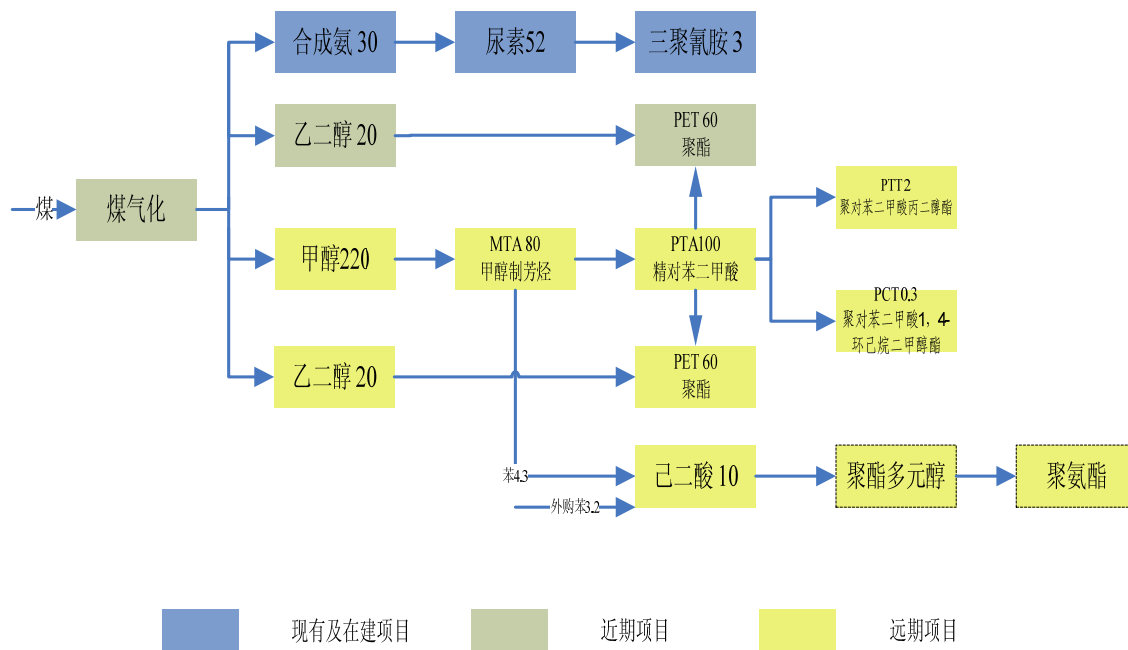 合成氨 30
尿素52
三聚氰胺 3
乙二醇 20
PET 60
聚酯
煤
煤气化
PTT 2
聚对苯二甲酸丙二醇酯
甲醇220
MTA 80
甲醇制芳烃
PTA100
精对苯二甲酸
PCT0.3
聚对苯二甲酸1,4-
环己烷二甲醇酯
乙二醇 20
PET 60
聚酯
苯4.3
己二酸 10
聚酯多元醇
聚氨酯
外购苯3.2
现有及在建项目
近期项目
远期项目